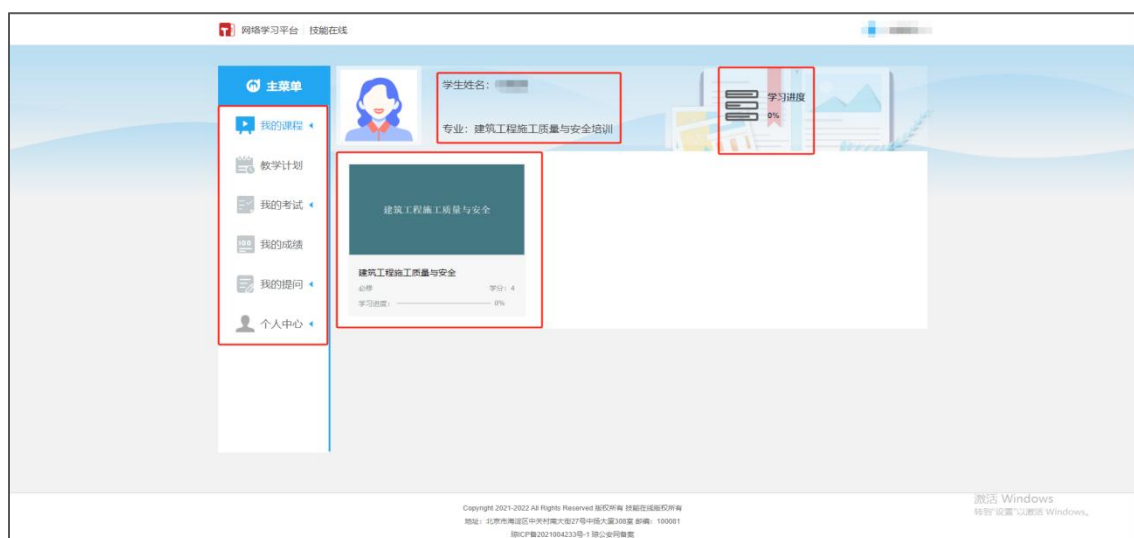 网络学习平台 技能在线
主菜单
我的课程
教学计划
我的考试
我的成绩
我的提问
个人中心
学生姓名：
专业：建筑工程施工质量与安全培训
学习进度
0%
建筑工程施工质量与安全
建筑工程施工质量与安全
必修 学分：4
学习进度： 0%
Copyright 2021-2022 All Rights Reserved 版权所有 技能在线版权所有
地址：北京市海淀区中关村南大街27号中扬大厦308室 邮编：100081
琼ICP备2021004233号-1 琼公安网备案
激活 Windows
转到"设置"以激活 Windows。